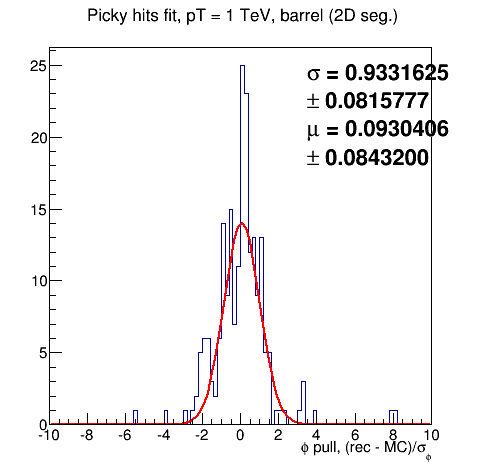 Picky hits fit, pT = 1 TeV, barrel (2D seg.)
σ = 0.9331625
± 0.0815777
μ = 0.0930406
± 0.0843200
25
20
15
10
5
0
-10 -8 -6 -4 -2 0 2 4 6 8 10
ϕ pull, (rec - MC)/σϕ